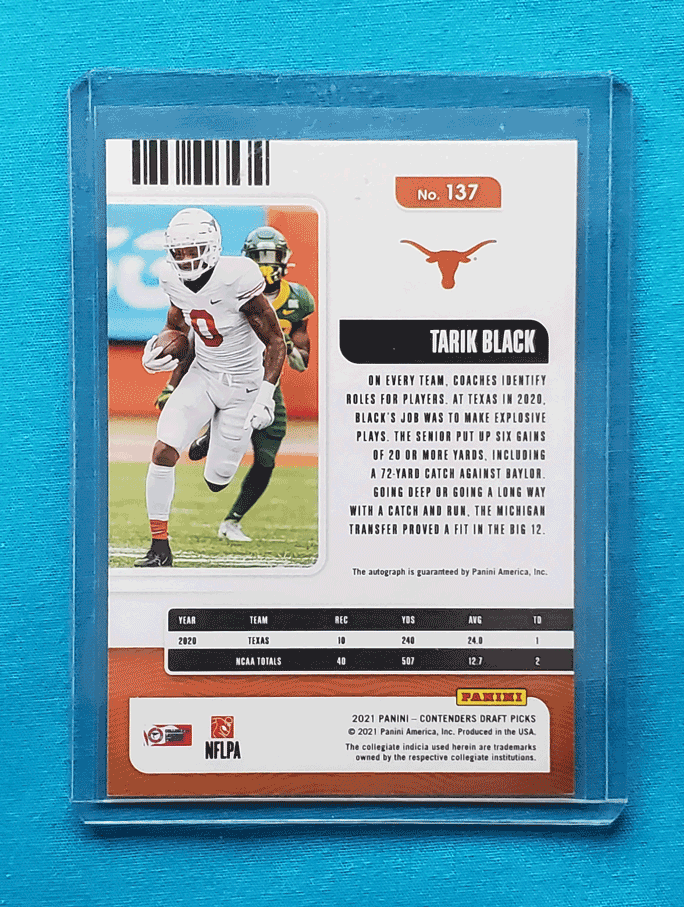 No. 137
0
TARIK BLACK
ON EVERY TEAM, COACHES IDENTIFY
ROLES FOR PLAYERS. AT TEXAS IN 2020,
BLACK'S JOB WAS TO MAKE EXPLOSIVE
PLAYS. THE SENIOR PUT UP SIX GAINS
OF 20 OR MORE YARDS, INCLUDING
A 72-YARD CATCH AGAINST BAYLOR.
GOING DEEP OR GOING A LONG WAY
WITH A CATCH AND RUN, THE MICHIGAN
TRANSFER PROVED A FIT IN THE BIG 12.
The autograph is guaranteed by Panini America, Inc.
YEAR TEAM REC YDS AVG TD
2020 TEXAS 10 240 24.0 1
NCAA TOTALS 40 507 12.7 2
PANINI
2021 PANINI – CONTENDERS DRAFT PICKS
© 2021 Panini America, Inc. Produced in the USA.
The collegiate indicia used herein are trademarks
owned by the respective collegiate institutions.
NFLPA